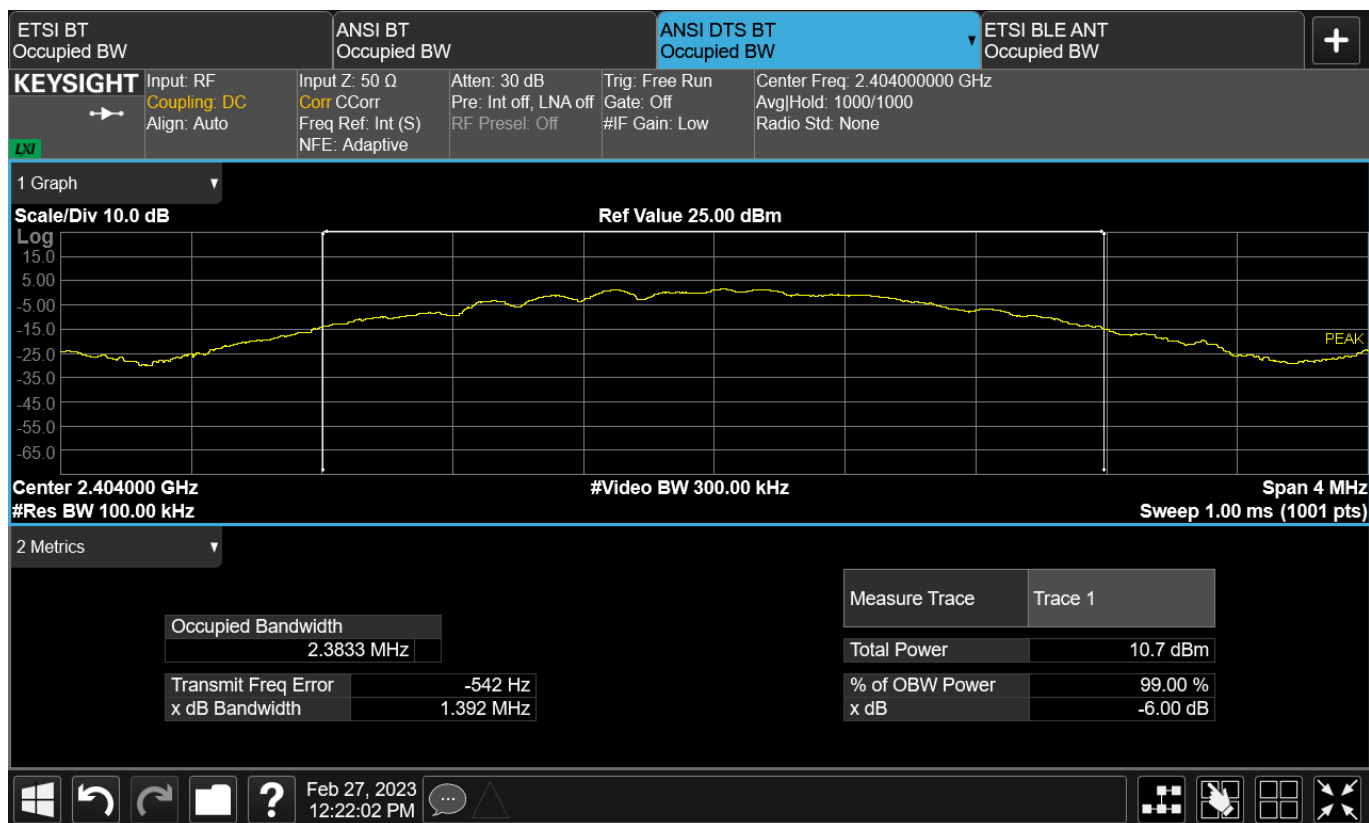 ETSI BT
Occupied BW
ANSI BT
Occupied BW
ANSI DTS BT
Occupied BW
ETSI BLE ANT
Occupied BW
KEYSIGHT
LXI
Input: RF
Coupling: DC
Align: Auto
Input Z: 50 Ω
Corr CCorr
Freq Ref: Int (S)
NFE: Adaptive
Atten: 30 dB
Pre: Int off, LNA off
RF Presel: Off
Trig: Free Run
Gate: Off
#IF Gain: Low
Center Freq: 2.404000000 GHz
Avg|Hold: 1000/1000
Radio Std: None
1 Graph
Scale/Div 10.0 dB
Ref Value 25.00 dBm
Log
15.0
5.00
-5.00
-15.0
-25.0
-35.0
-45.0
-55.0
-65.0
PEAK
Center 2.404000 GHz
#Video BW 300.00 kHz
Span 4 MHz
#Res BW 100.00 kHz
Sweep 1.00 ms (1001 pts)
2 Metrics
Measure Trace
Trace 1
Occupied Bandwidth
2.3833 MHz
Total Power
10.7 dBm
Transmit Freq Error
-542 Hz
% of OBW Power
99.00 %
x dB Bandwidth
1.392 MHz
x dB
-6.00 dB
Feb 27, 2023
12:22:02 PM